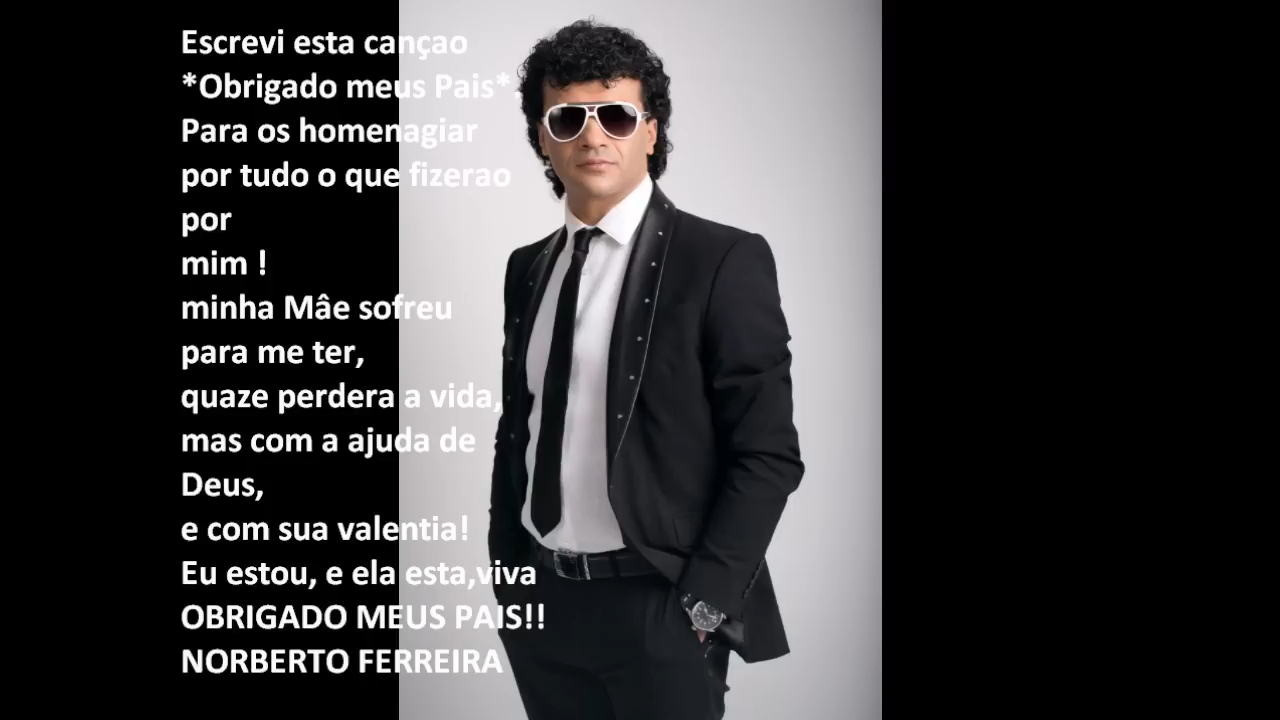 Escrevi esta cançao
*Obrigado meus Pais*.
Para os homenagiar
por tudo o que fizerao
por
mim !
minha Mâe sofreu
para me ter,
quaze perdera a vida,
mas com a ajuda de
Deus,
e com sua valentia!
Eu estou, e ela esta,viva
OBRIGADO MEUS PAIS!!
NORBERTO FERREIRA